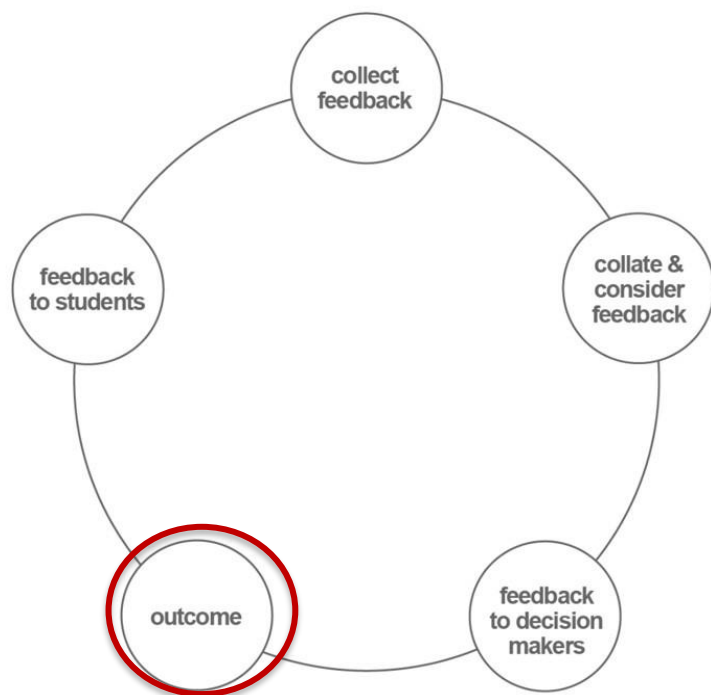 collect
feedback
collate &
consider
feedback
feedback
to decision
makers
outcome
feedback
to students